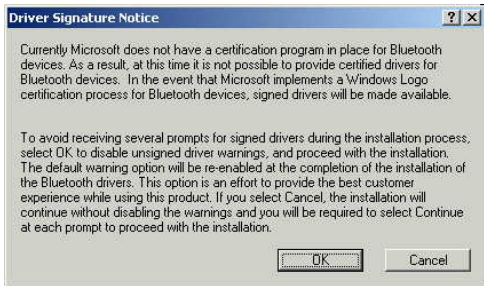 Driver Signature Notice
Currently Microsoft does not have a certification program in place for Bluetooth
devices. As a result, at this time it is not possible to provide certified drivers for
Bluetooth devices.  In the event that Microsoft implements a Windows Logo
certification process for Bluetooth devices, signed drivers will be made available.
To avoid receiving several prompts for signed drivers during the installation process,
select OK to disable unsigned driver warnings, and proceed with the installation.
The default warning option will be re-enabled at the completion of the installation of
the Bluetooth drivers. This option is an effort to provide the best customer
experience while using this product. If you select Cancel, the installation will
continue without disabling the warnings and you will be required to select Continue
at each prompt to proceed with the installation.
OK Cancel